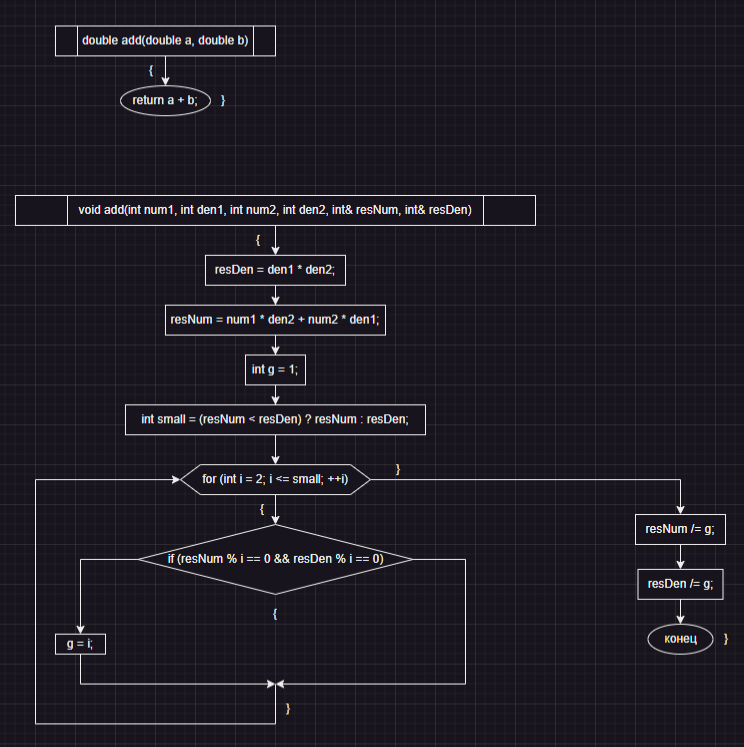 double add(double a, double b)
{
return a + b;
}
void add(int num1, int den1, int num2, int den2, int& resNum, int& resDen)
{
resDen = den1 * den2;
resNum = num1 * den2 + num2 * den1;
int g = 1;
int small = (resNum < resDen) ? resNum : resDen;
for (int i = 2; i <= small; ++i)
{
if (resNum % i == 0 && resDen % i == 0)
{
g = i;
}
}
resNum /= g;
resDen /= g;
конец
}